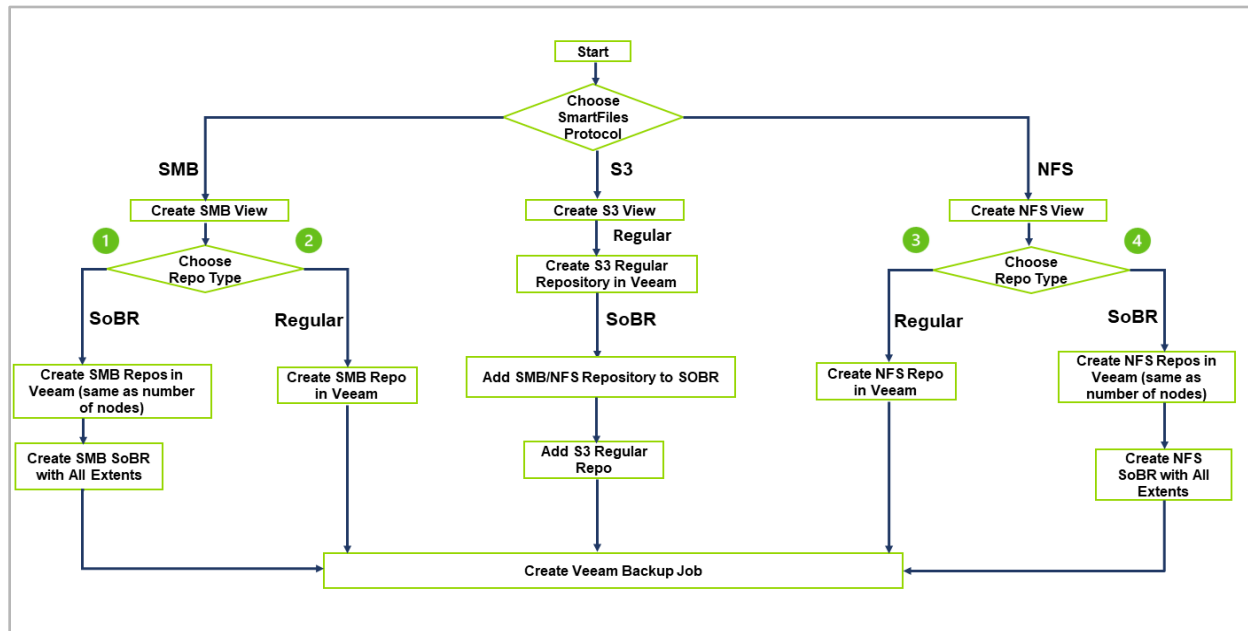 Start
Choose
SmartFiles
Protocol
SMB
S3
NFS
Create SMB View
Create S3 View
Create NFS View
1
2
Regular
3
4
Choose
Repo Type
Create S3 Regular
Repository in Veeam
Choose
Repo Type
SoBR
Regular
SoBR
Regular
SoBR
Create SMB Repos in
Veeam (same as number
of nodes)
Create SMB Repo
in Veeam
Add SMB/NFS Repository to SOBR
Create NFS Repo
in Veeam
Create NFS Repos in
Veeam (same as
number of nodes)
Create SMB SoBR
with All Extents
Add S3 Regular
Repo
Create NFS
SoBR with All
Extents
Create Veeam Backup Job